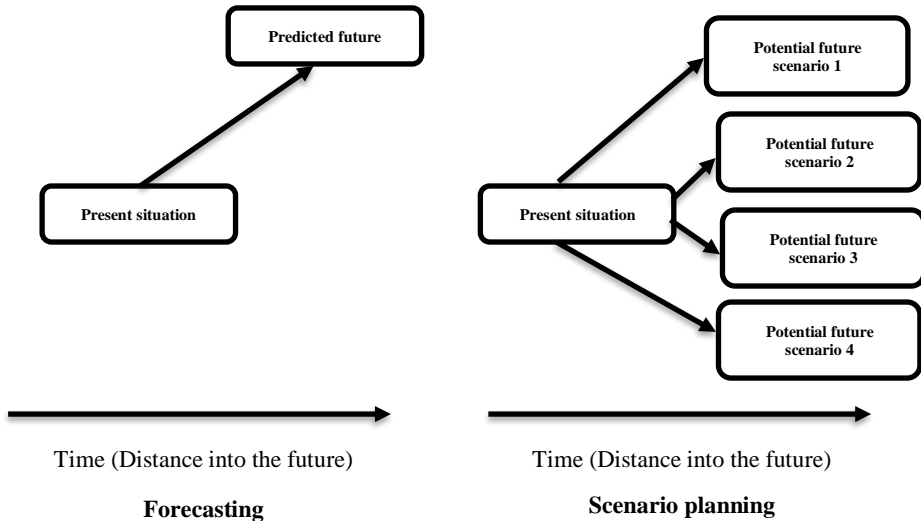 Predicted future
Present situation
Time (Distance into the future)
Forecasting
Potential future
scenario 1
Potential future
scenario 2
Present situation
Potential future
scenario 3
Potential future
scenario 4
Time (Distance into the future)
Scenario planning